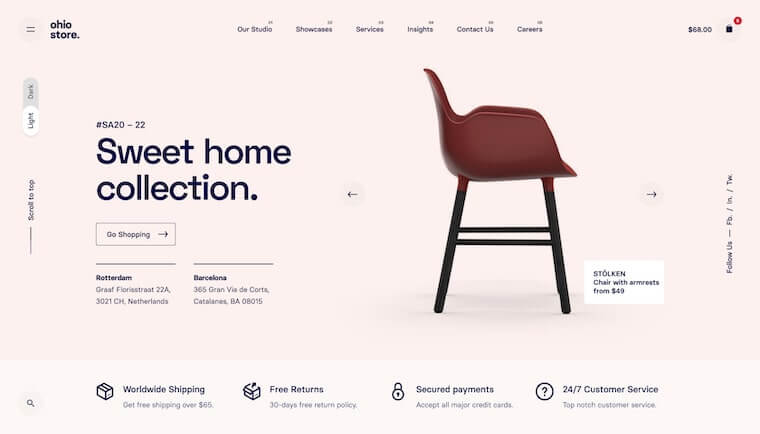 ohio
store.
01
Our Studio
02
Showcases
03
Services
04
Insights
05
Contact Us
06
Careers
$68.00
Dark
Light
Scroll to top
#SA20 – 22
Sweet home
collection.
Go Shopping
Rotterdam
Graaf Florisstraat 22A,
3021 CH, Netherlands
Barcelona
365 Gran Via de Corts,
Catalanes, BA 08015
STÖLKEN
Chair with armrests
from $49
Follow Us — Fb. / In. / Tw.
Worldwide Shipping
Get free shipping over $65.
Free Returns
30-days free return policy.
Secured payments
Accept all major credit cards.
24/7 Customer Service
Top notch customer service.